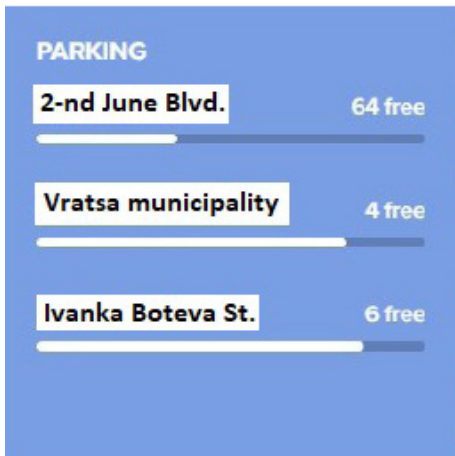 PARKING
2-nd June Blvd. 64 free
Vratsa municipality 4 free
Ivanka Boteva St. 6 free